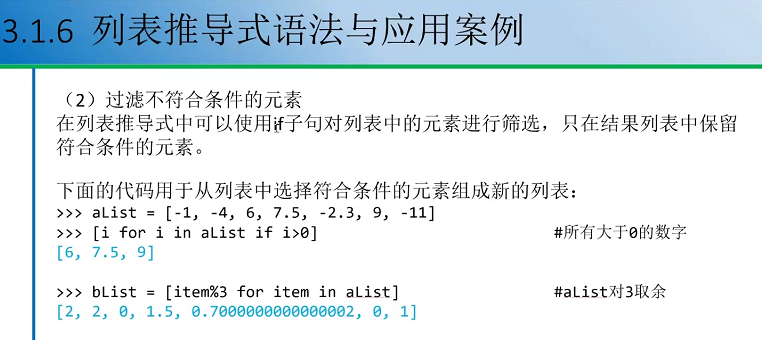 3.1.6 列表推导式语法与应用案例
（2）过滤不符合条件的元素
在列表推导式中可以使用if子句对列表中的元素进行筛选，只在结果列表中保留
符合条件的元素。
下面的代码用于从列表中选择符合条件的元素组成新的列表：
>>> aList = [-1, -4, 6, 7.5, -2.3, 9, -11]
>>> [i for i in aList if i>0] #所有大于0的数字
[6, 7.5, 9]
>>> bList = [item%3 for item in aList] #aList对3取余
[2, 2, 0, 1.5, 0.7000000000000002, 0, 1]